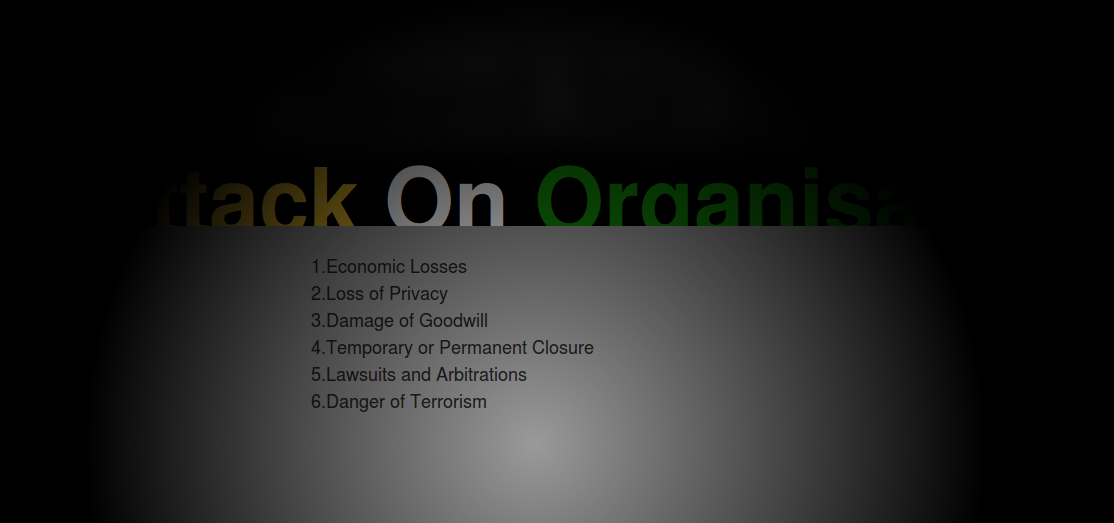 ttack On Organisa
1.Economic Losses
2.Loss of Privacy
3.Damage of Goodwill
4.Temporary or Permanent Closure
5.Lawsuits and Arbitrations
6.Danger of Terrorism